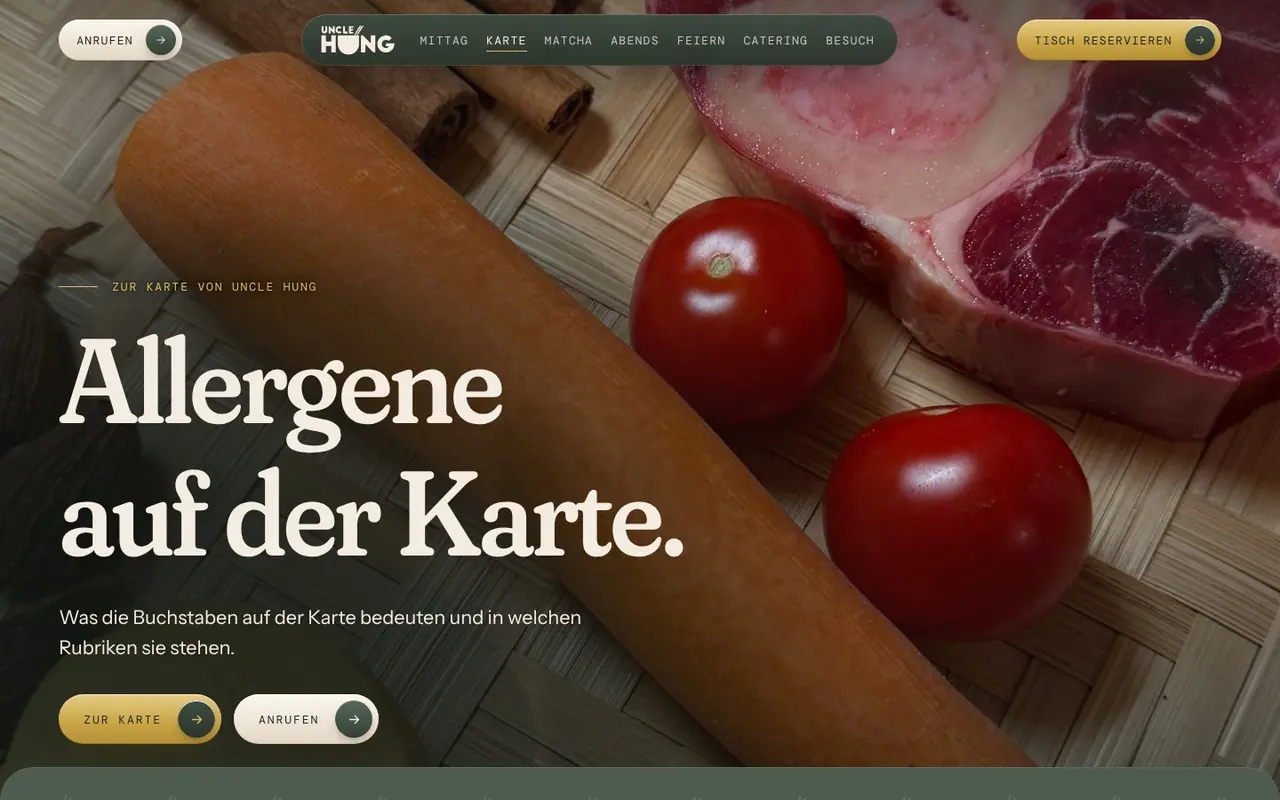 ANRUFEN
UNCLE HUNG
MITTAG
KARTE
MATCHA
ABENDS
FEIERN
CATERING
BESUCH
TISCH RESERVIEREN
ZUR KARTE VON UNCLE HUNG
Allergene
auf der Karte.
Was die Buchstaben auf der Karte bedeuten und in welchen
Rubriken sie stehen.
ZUR KARTE
ANRUFEN